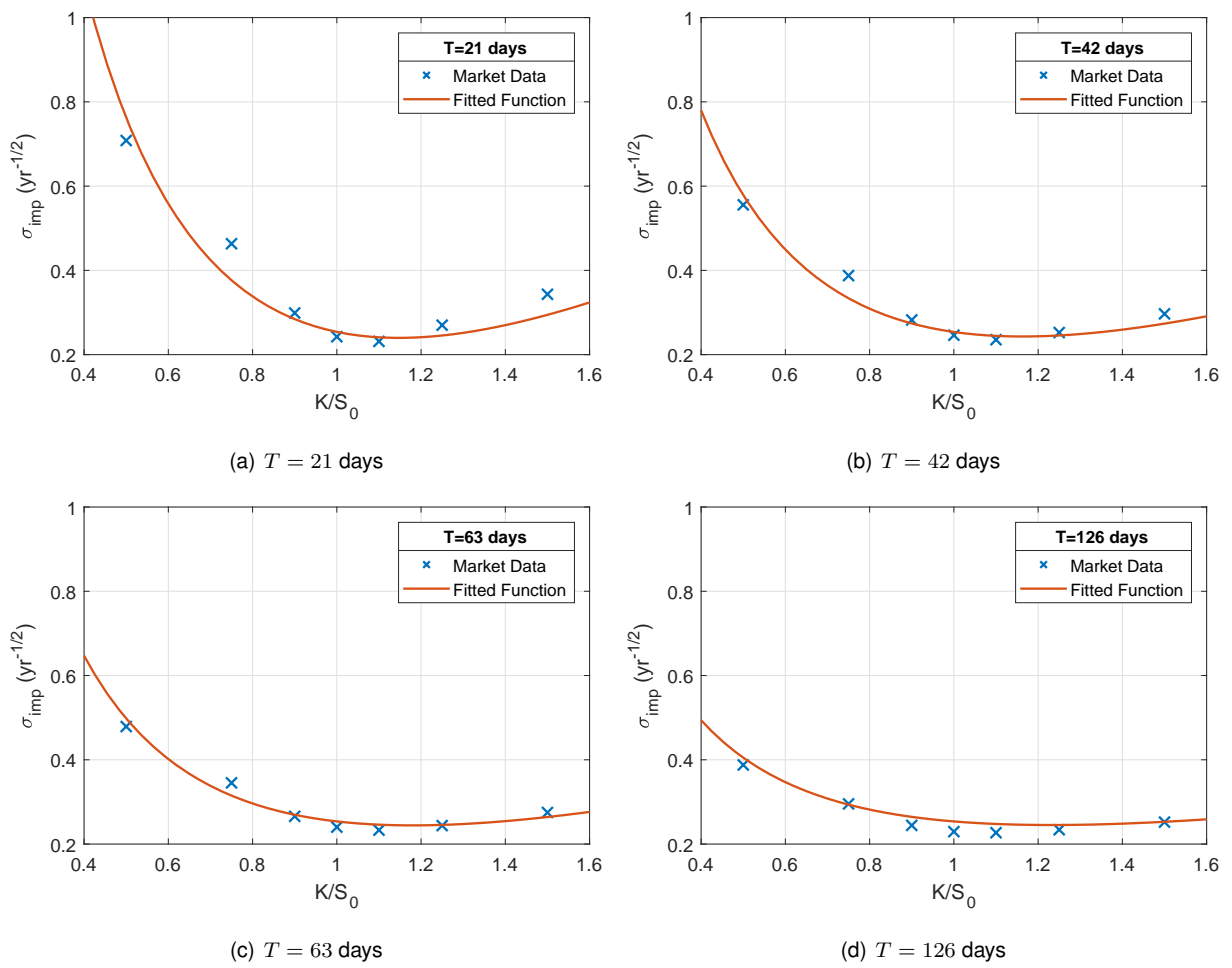 T=21 days
Market Data
Fitted Function
σ_imp (yr^-1/2)
1
0.8
0.6
0.4
0.2
0.4 0.6 0.8 1 1.2 1.4 1.6
K/S_0
(a) T = 21 days
T=42 days
Market Data
Fitted Function
σ_imp (yr^-1/2)
1
0.8
0.6
0.4
0.2
0.4 0.6 0.8 1 1.2 1.4 1.6
K/S_0
(b) T = 42 days
T=63 days
Market Data
Fitted Function
σ_imp (yr^-1/2)
1
0.8
0.6
0.4
0.2
0.4 0.6 0.8 1 1.2 1.4 1.6
K/S_0
(c) T = 63 days
T=126 days
Market Data
Fitted Function
σ_imp (yr^-1/2)
1
0.8
0.6
0.4
0.2
0.4 0.6 0.8 1 1.2 1.4 1.6
K/S_0
(d) T = 126 days